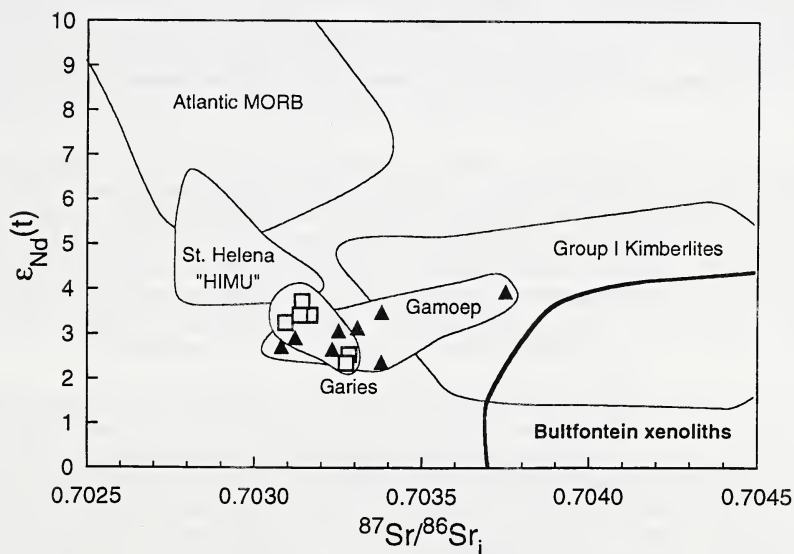 10
9
8
7
6
5
4
3
2
1
0
εNd(t)
Atlantic MORB
St. Helena
"HIMU"
Group I Kimberlites
Gamoep
Garies
Bultfontein xenoliths
0.7025
0.7030
0.7035
0.7040
0.7045
87Sr/86Sri